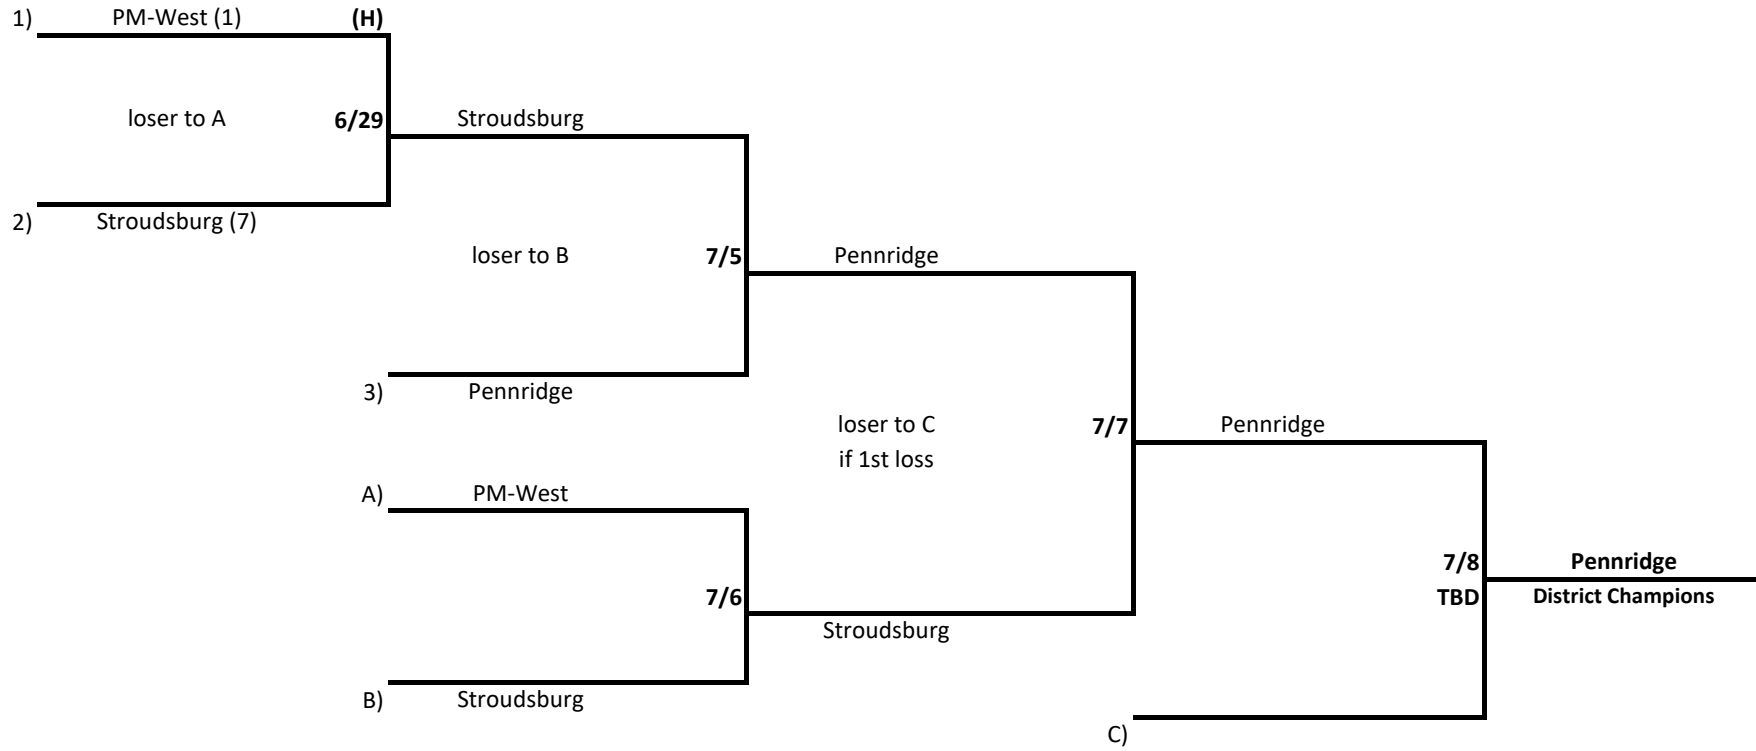 1) PM-West (1) (H)
loser to A 6/29 Stroudsburg
2) Stroudsburg (7)
loser to B 7/5 Pennridge
3) Pennridge
loser to C 7/7 Pennridge
if 1st loss
A) PM-West
7/8 Pennridge
7/6 TBD District Champions
Stroudsburg
B) Stroudsburg
C)